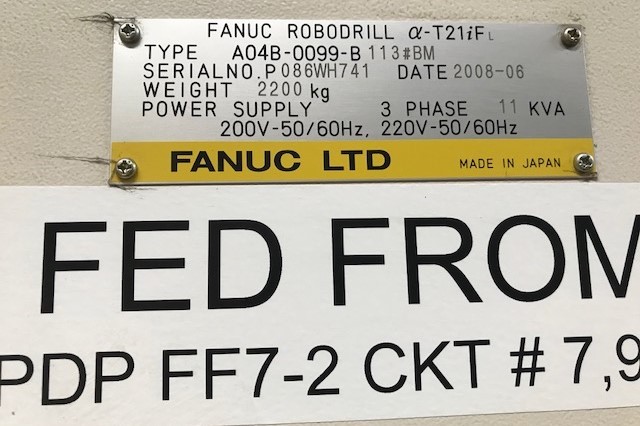 FANUC ROBODRILL α-T21iFL
TYPE A04B-0099-B113#BM
SERIALNO.P086WH741 DATE 2008-06
WEIGHT 2200 kg
POWER SUPPLY 3 PHASE 11 KVA
200V-50/60Hz, 220V-50/60Hz
FANUC LTD MADE IN JAPAN
FED FROM
PDP FF7-2 CKT # 7,9